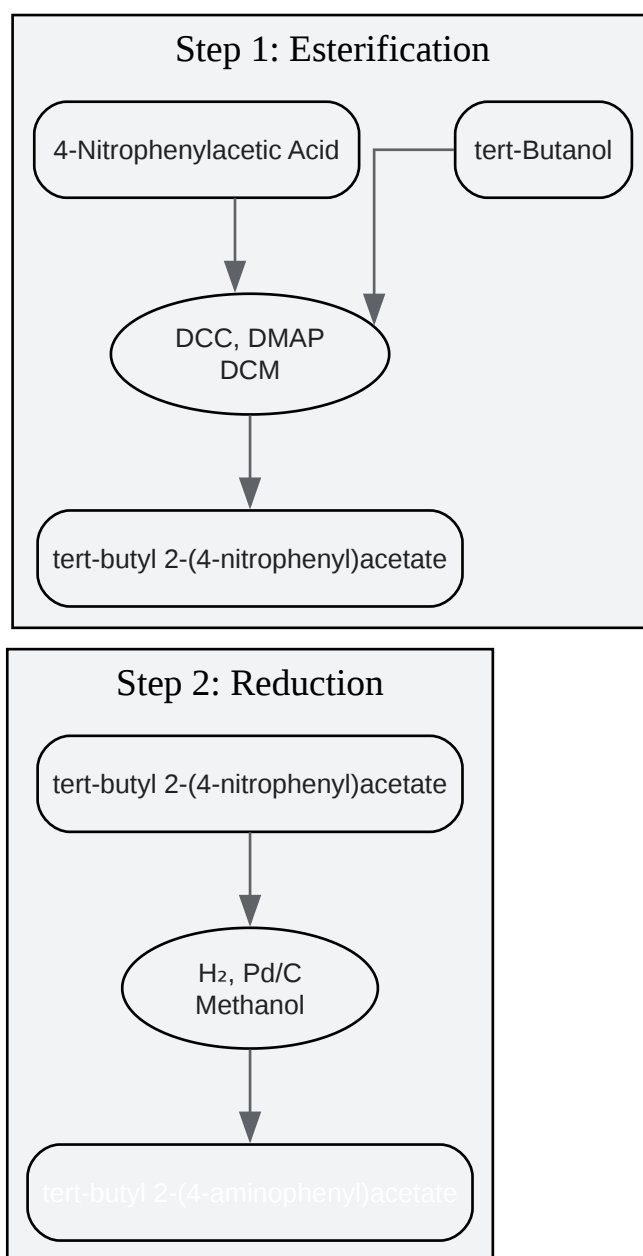 Step 1: Esterification
4-Nitrophenylacetic Acid
tert-Butanol
DCC, DMAP
DCM
tert-butyl 2-(4-nitrophenyl)acetate
Step 2: Reduction
tert-butyl 2-(4-nitrophenyl)acetate
H₂, Pd/C
Methanol
tert-butyl 2-(4-aminophenyl)acetate